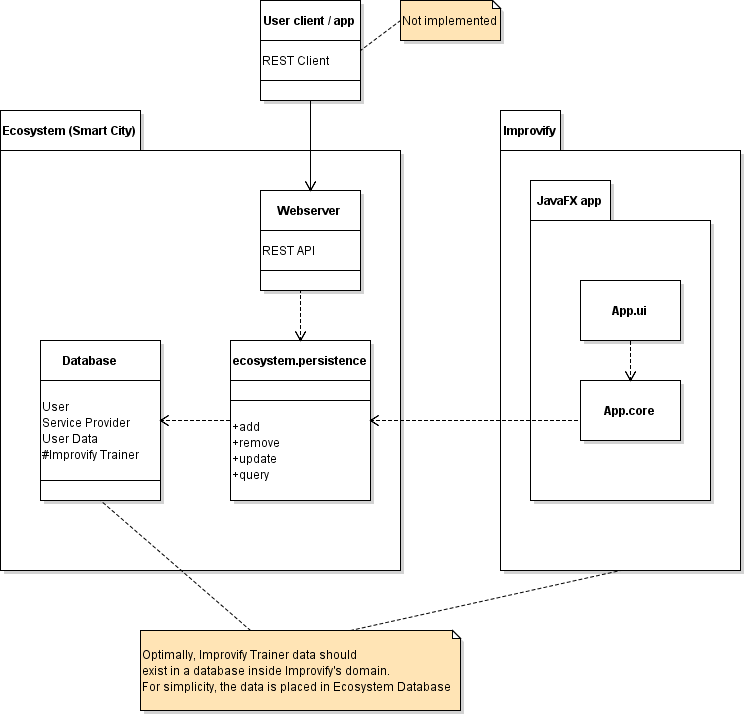 User client / app
Not implemented
REST Client
Ecosystem (Smart City)
Improvify
JavaFX app
Webserver
REST API
App.ui
Database
ecosystem.persistence
App.core
User
Service Provider
User Data
#Improvify Trainer
+add
+remove
+update
+query
Optimally, Improvify Trainer data should
exist in a database inside Improvify's domain.
For simplicity, the data is placed in Ecosystem Database